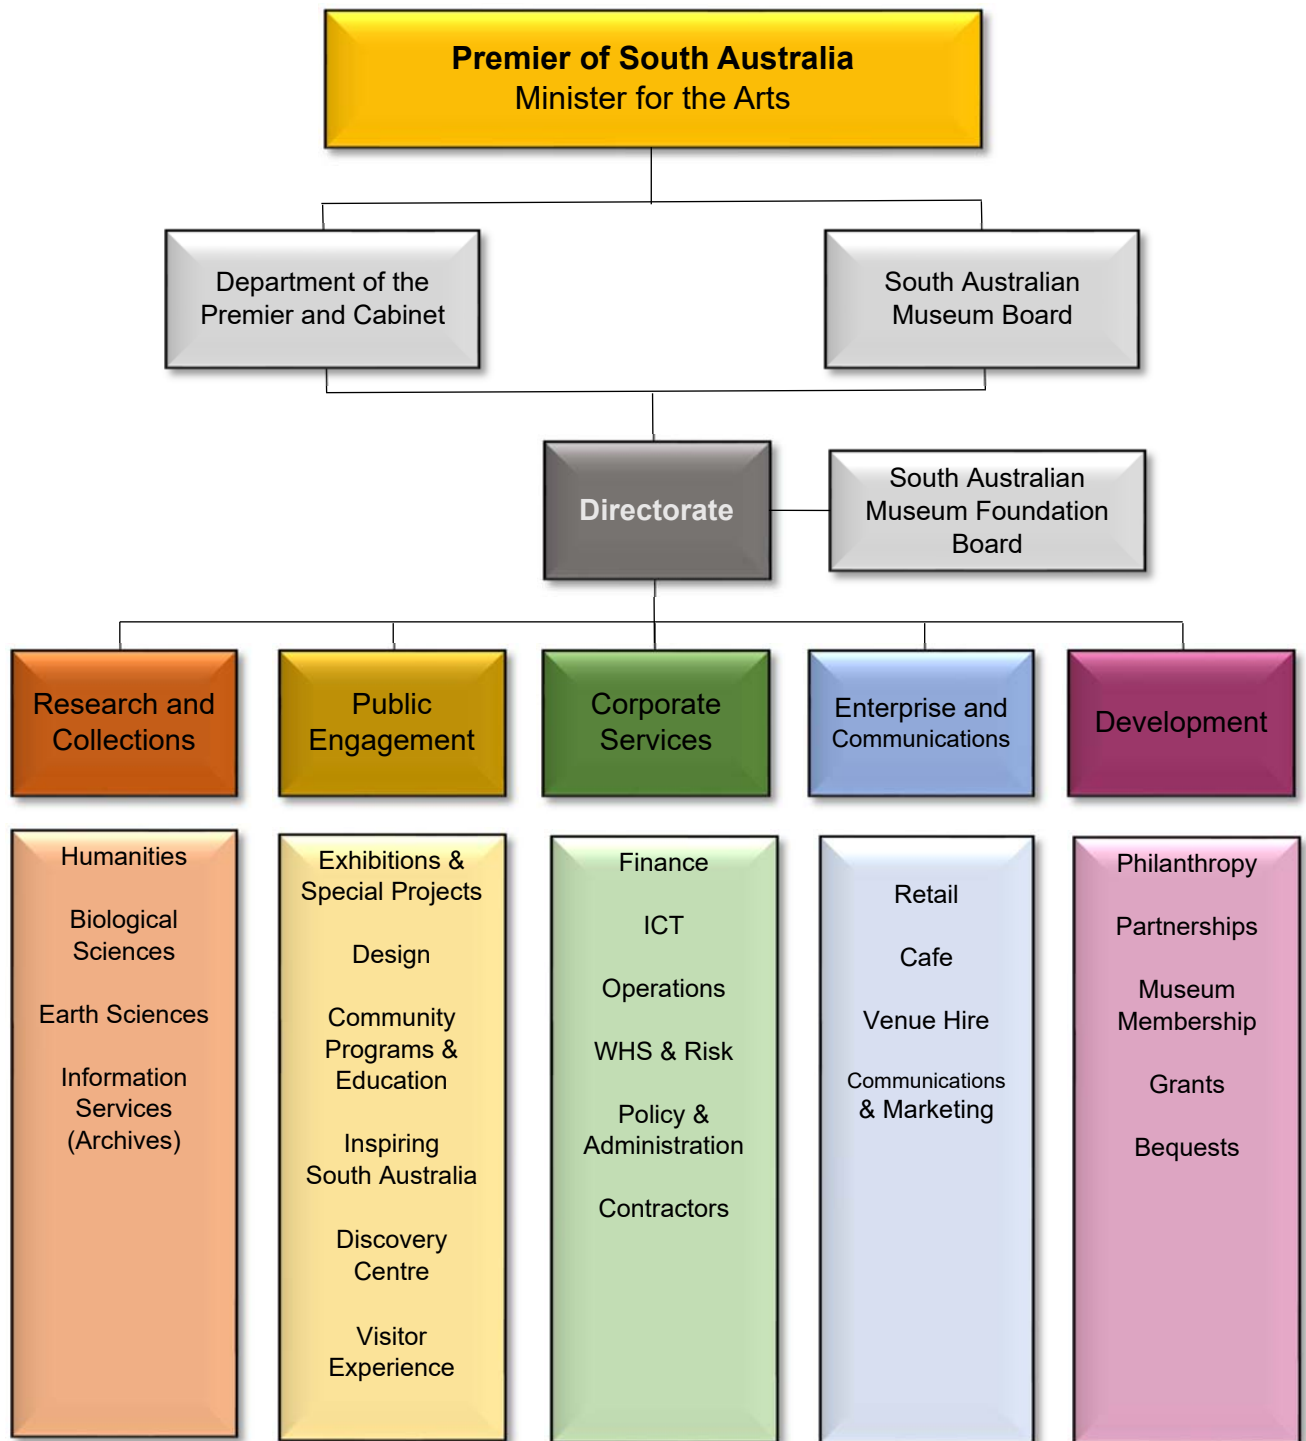 Premier of South Australia
Minister for the Arts
Department of the
Premier and Cabinet
South Australian
Museum Board
Directorate
South Australian
Museum Foundation
Board
Research and
Collections
Public
Engagement
Corporate
Services
Enterprise and
Communications
Development
Humanities
Biological
Sciences
Earth Sciences
Information
Services
(Archives)
Exhibitions &
Special Projects
Design
Community
Programs &
Education
Inspiring
South Australia
Discovery
Centre
Visitor
Experience
Finance
ICT
Operations
WHS & Risk
Policy &
Administration
Contractors
Retail
Cafe
Venue Hire
Communications
& Marketing
Philanthropy
Partnerships
Museum
Membership
Grants
Bequests